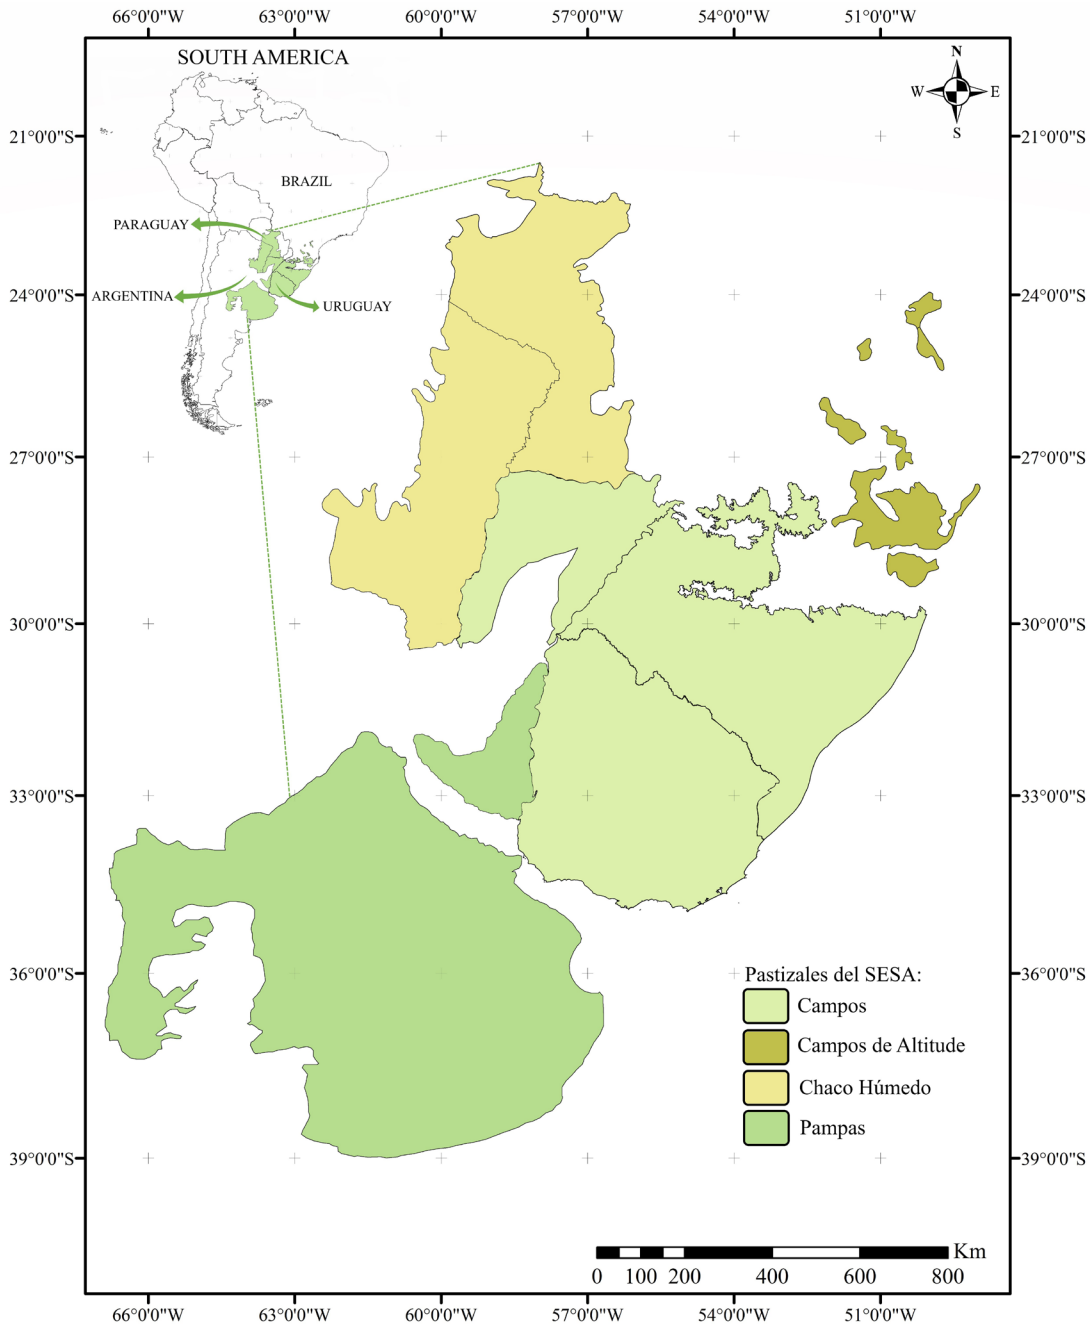 66°0'0"W 63°0'0"W 60°0'0"W 57°0'0"W 54°0'0"W 51°0'0"W
SOUTH AMERICA
N
W E
S
21°0'0"S 21°0'0"S
BRAZIL
PARAGUAY
ARGENTINA
URUGUAY
24°0'0"S 24°0'0"S
27°0'0"S 27°0'0"S
30°0'0"S 30°0'0"S
33°0'0"S 33°0'0"S
36°0'0"S 36°0'0"S
Pastizales del SESA:
Campos
Campos de Altitude
Chaco Húmedo
Pampas
39°0'0"S 39°0'0"S
Km
0 100 200 400 600 800
66°0'0"W 63°0'0"W 60°0'0"W 57°0'0"W 54°0'0"W 51°0'0"W